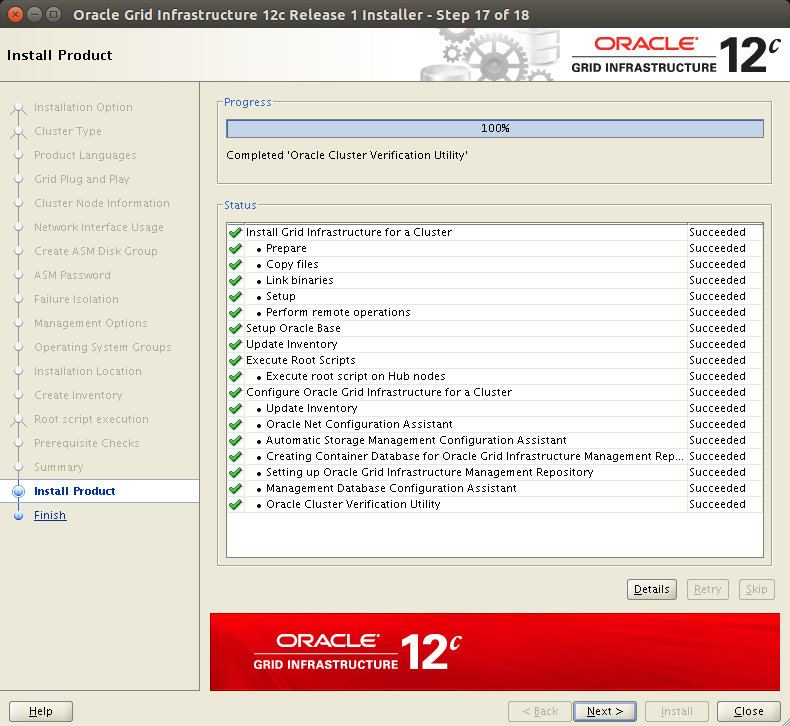 Oracle Grid Infrastructure 12c Release 1 Installer - Step 17 of 18
Install Product
ORACLE
GRID INFRASTRUCTURE 12c
Installation Option
Cluster Type
Product Languages
Grid Plug and Play
Cluster Node Information
Network Interface Usage
Create ASM Disk Group
ASM Password
Failure Isolation
Management Options
Operating System Groups
Installation Location
Create Inventory
Root script execution
Prerequisite Checks
Summary
Install Product
Finish
Progress
100%
Completed 'Oracle Cluster Verification Utility'
Status
Install Grid Infrastructure for a Cluster Succeeded
• Prepare Succeeded
• Copy files Succeeded
• Link binaries Succeeded
• Setup Succeeded
• Perform remote operations Succeeded
Setup Oracle Base Succeeded
Update Inventory Succeeded
Execute Root Scripts Succeeded
• Execute root script on Hub nodes Succeeded
Configure Oracle Grid Infrastructure for a Cluster Succeeded
• Update Inventory Succeeded
• Oracle Net Configuration Assistant Succeeded
• Automatic Storage Management Configuration Assistant Succeeded
• Creating Container Database for Oracle Grid Infrastructure Management Rep... Succeeded
• Setting up Oracle Grid Infrastructure Management Repository Succeeded
• Management Database Configuration Assistant Succeeded
• Oracle Cluster Verification Utility Succeeded
Details Retry Skip
ORACLE
GRID INFRASTRUCTURE 12c
Help < Back Next > Install Close